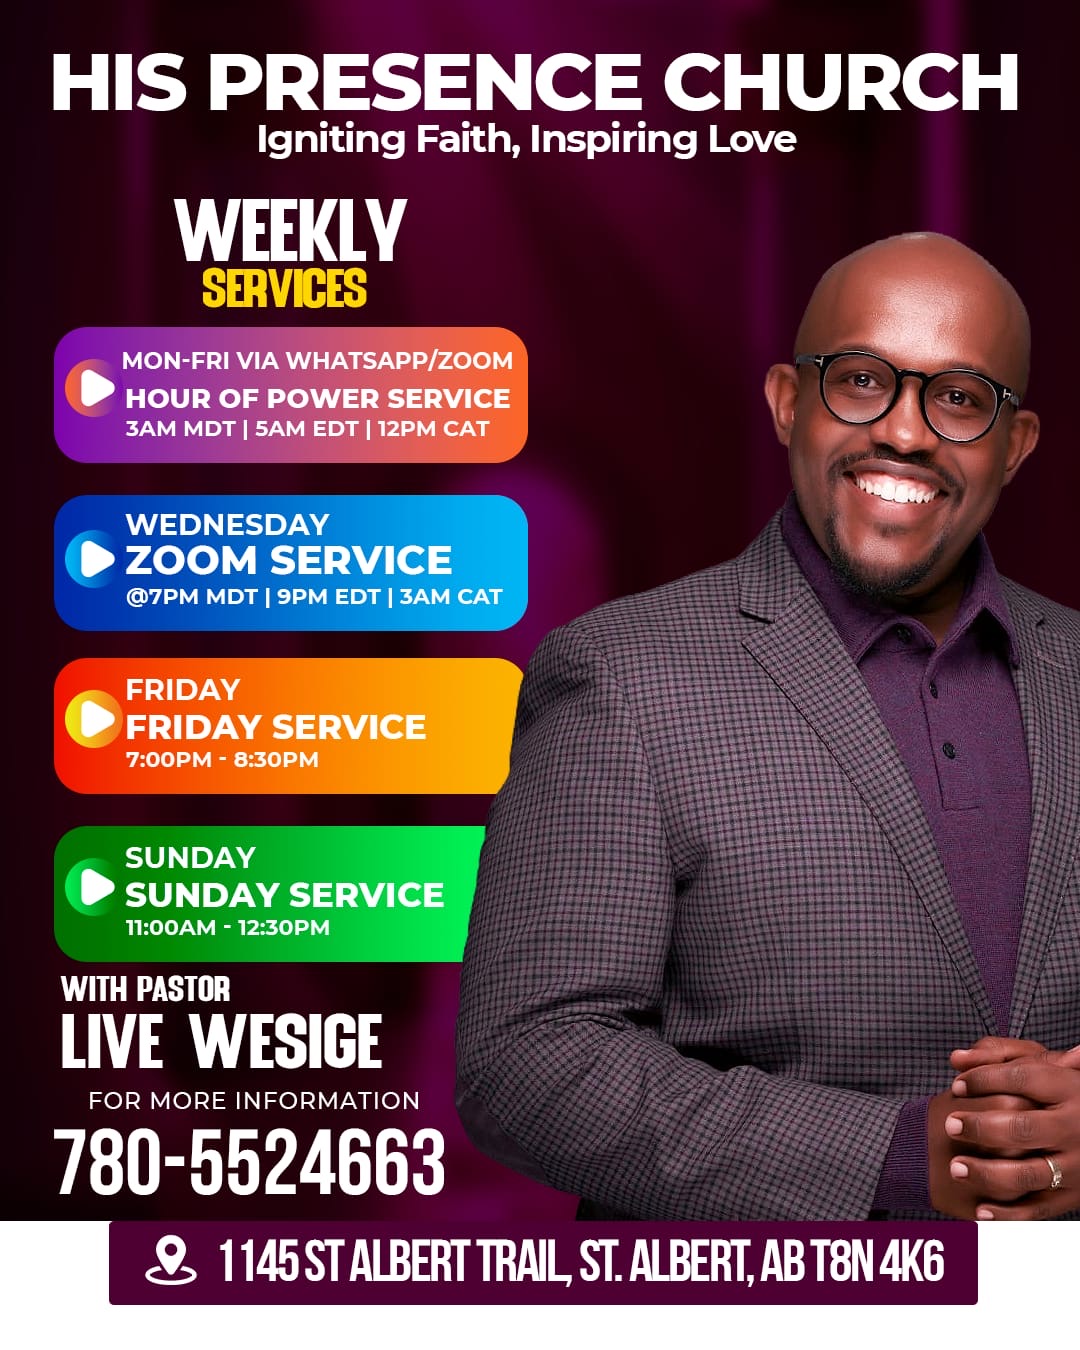 HIS PRESENCE CHURCH
Igniting Faith, Inspiring Love
WEEKLY
SERVICES
MON-FRI VIA WHATSAPP/ZOOM
HOUR OF POWER SERVICE
3AM MDT | 5AM EDT | 12PM CAT
WEDNESDAY
ZOOM SERVICE
@7PM MDT | 9PM EDT | 3AM CAT
FRIDAY
FRIDAY SERVICE
7:00PM - 8:30PM
SUNDAY
SUNDAY SERVICE
11:00AM - 12:30PM
WITH PASTOR
LIVE WESIGE
FOR MORE INFORMATION
780-5524663
1145 ST ALBERT TRAIL, ST. ALBERT, AB T8N 4K6